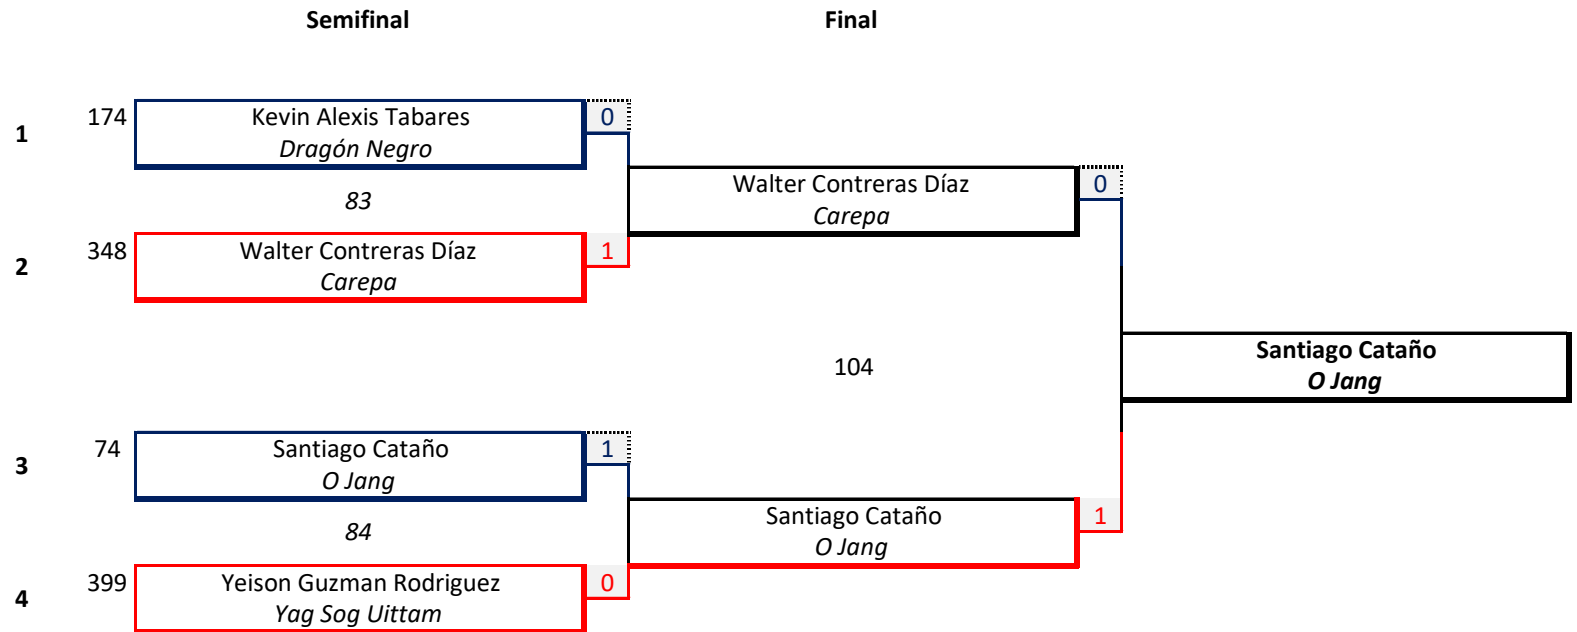 Semifinal Final
174 Kevin Alexis Tabares 0
1
Dragón Negro
Walter Contreras Díaz 0
83
Carepa
348 Walter Contreras Díaz 1
2
Carepa
Santiago Cataño
104
O Jang
74 Santiago Cataño 1
3
O Jang
Santiago Cataño 1
84
O Jang
399 Yeison Guzman Rodriguez 0
4
Yag Sog Uittam